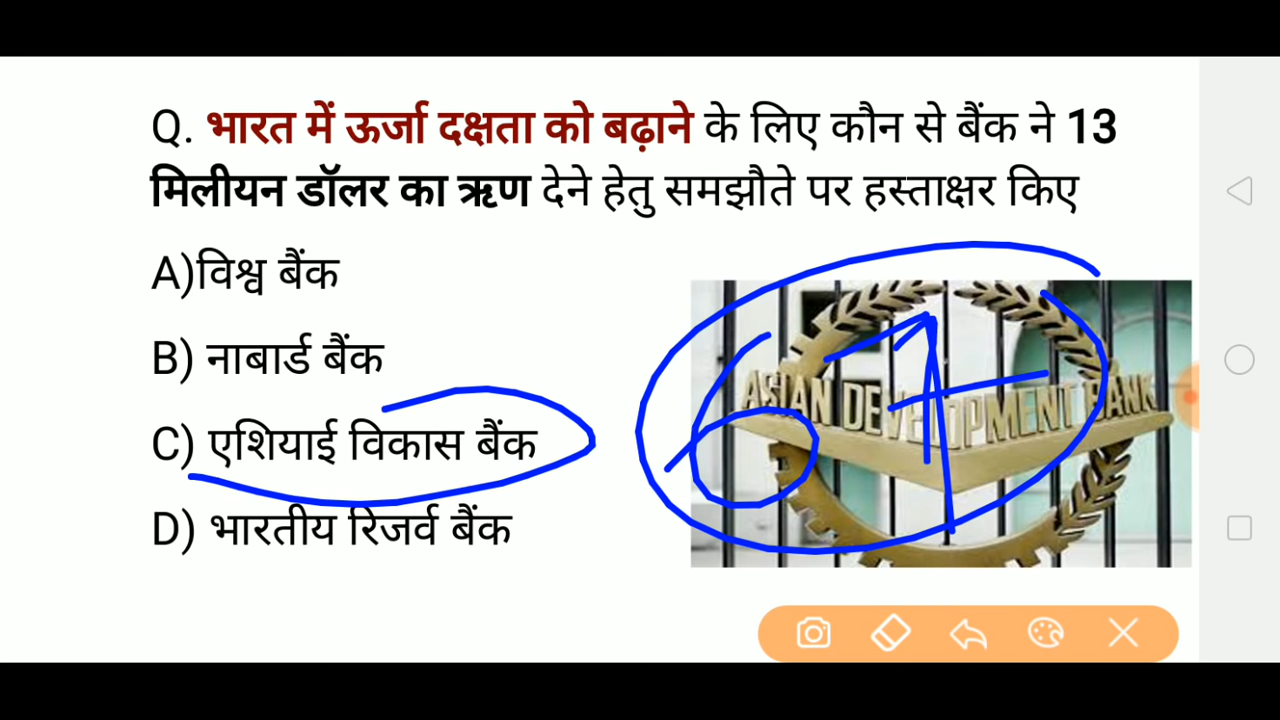 Q. भारत में ऊर्जा दक्षता को बढ़ाने के लिए कौन से बैंक ने 13
मिलीयन डॉलर का ऋण देने हेतु समझौते पर हस्ताक्षर किए
A)विश्व बैंक
B) नाबार्ड बैंक
C) एशियाई विकास बैंक
D) भारतीय रिजर्व बैंक
ASIAN DEVELOPMENT BANK